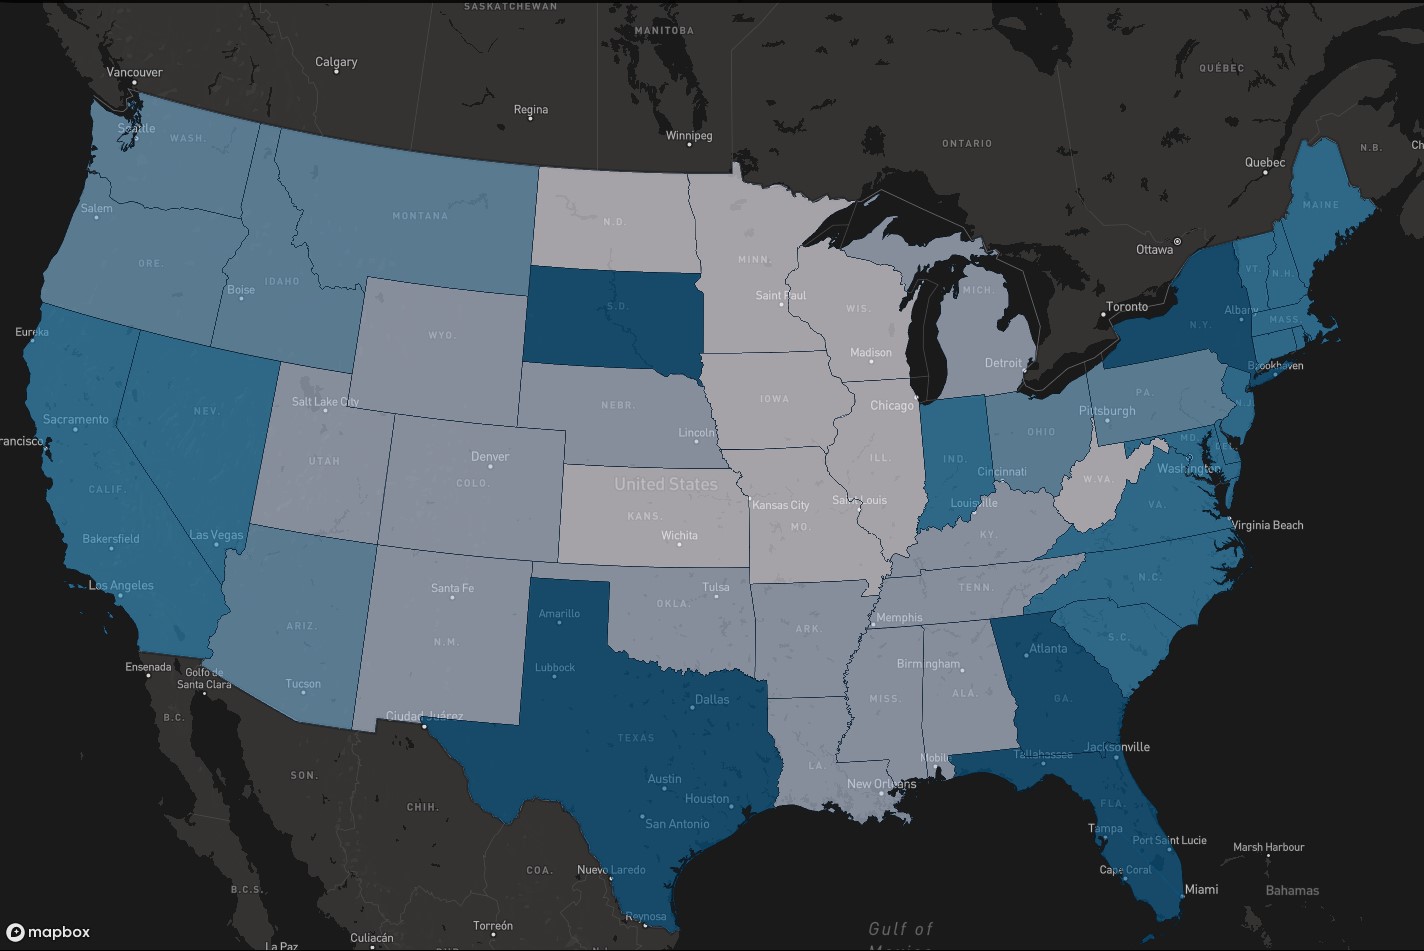 SASKATCHEWAN
MANITOBA
Calgary
QUÉBEC
Vancouver
Regina
Winnipeg
Seattle
WASH.
ONTARIO
N.B.
Ch
Quebec
Salem
MONTANA
N.D.
MAINE
Ottawa
MINN.
ORE.
IDAHO
VT.
N.H.
Boise
Saint Paul
MICH.
S.D.
WIS.
Toronto
Albany
N.Y.
MASS.
Eureka
WYO.
Madison
Detroit
Brookhaven
PA.
Salt Lake City
NEBR.
IOWA
Chicago
N.J.
NEV.
Pittsburgh
Sacramento
Lincoln
OHIO
rancisco
MD.
DEL.
UTAH
Denver
ILL.
IND.
Cincinnati
Washington
COLO.
United States
W.VA.
CALIF.
Kansas City
Saint Louis
Louisville
VA.
KANS.
MO.
Virginia Beach
Bakersfield
Las Vegas
Wichita
KY.
Los Angeles
Santa Fe
Tulsa
TENN.
N.C.
OKLA.
Amarillo
Memphis
ARIZ.
ARK.
S.C.
N.M.
Atlanta
Ensenada
Golfo de
Santa Clara
Lubbock
Birmingham
Tucson
Dallas
MISS.
ALA.
GA.
B.C.
Ciudad Juárez
TEXAS
Jacksonville
Tallahassee
Mobil
SON.
LA.
Austin
New Orleans
CHIH.
Houston
FLA.
San Antonio
Tampa
Port Saint Lucie
Marsh Harbour
COA.
Nuevo Laredo
Cape Coral
B.C.S.
Miami
Bahamas
Reynosa
Torreón
Gulf of
mapbox
Culiacán
La Paz
Mexico